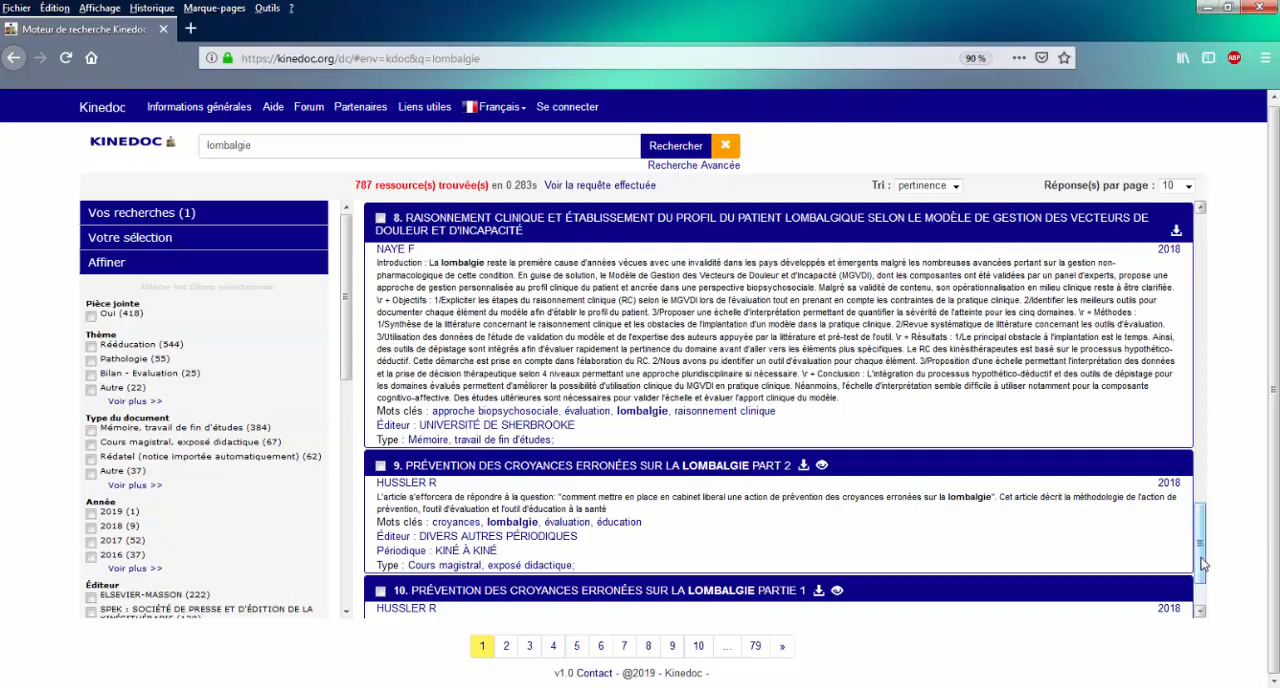 Fichier Édition Affichage Historique Marque-pages Outils ?
Moteur de recherche Kinedoc
https://kinedoc.org/dc/#env=kdoc&q=lombalgie 90 % ABP
Kinedoc Informations générales Aide Forum Partenaires Liens utiles Français Se connecter
KINEDOC lombalgie Rechercher
Recherche Avancée
787 ressource(s) trouvée(s) en 0.283s Voir la requête effectuée Tri : pertinence Réponse(s) par page : 10
Vos recherches (1)
Votre sélection
Affiner
Pièce jointe
Oui (418)
Thème
Rééducation (544)
Pathologie (55)
Bilan - Evaluation (25)
Autre (22)
Voir plus >>
Type du document
Mémoire, travail de fin d'études (384)
Cours magistral, exposé didactique (67)
Rédatel (notice importée automatiquement) (62)
Autre (37)
Voir plus >>
Année
2019 (1)
2018 (9)
2017 (52)
2016 (37)
Voir plus >>
Éditeur
ELSEVIER-MASSON (222)
SPEK : SOCIÉTÉ DE PRESSE ET D'ÉDITION DE LA
8. RAISONNEMENT CLINIQUE ET ÉTABLISSEMENT DU PROFIL DU PATIENT LOMBALGIQUE SELON LE MODÈLE DE GESTION DES VECTEURS DE
DOULEUR ET D'INCAPACITÉ
NAYE F 2018
Introduction : La lombalgie reste la première cause d'années vécues avec une invalidité dans les pays développés et émergents malgré les nombreuses avancées portant sur la gestion non-
pharmacologique de cette condition. En guise de solution, le Modèle de Gestion des Vecteurs de Douleur et d'Incapacité (MGVDI), dont les composantes ont été validées par un panel d'experts, propose une
approche de gestion personnalisée au profil clinique du patient et ancrée dans une perspective biopsychosociale. Malgré sa validité de contenu, son opérationnalisation en milieu clinique reste à être clarifiée.
\r + Objectifs : 1/Expliciter les étapes du raisonnement clinique (RC) selon le MGVDI lors de l'évaluation tout en prenant en compte les contraintes de la pratique clinique. 2/Identifier les meilleurs outils pour
documenter chaque élément du modèle afin d'établir le profil du patient. 3/Proposer une échelle d'interprétation permettant de quantifier la sévérité de l'atteinte pour les cinq domaines. \r + Méthodes :
1/Synthèse de la littérature concernant le raisonnement clinique et les obstacles de l'implantation d'un modèle dans la pratique clinique. 2/Revue systématique de littérature concernant les outils d'évaluation.
3/Utilisation des données de l'étude de validation du modèle et de l'expertise des auteurs appuyée par la littérature et pré-test de l'outil. \r + Résultats : 1/Le principal obstacle à l'implantation est le temps. Ainsi,
des outils de dépistage sont intégrés afin d'évaluer rapidement la pertinence du domaine avant d'aller vers les éléments plus spécifiques. Le RC des kinésithérapeutes est basé sur le processus hypothético-
déductif. Cette démarche est prise en compte dans l'élaboration du RC. 2/Nous avons pu identifier un outil d'évaluation pour chaque élément. 3/Proposition d'une échelle permettant l'interprétation des données
et la prise de décision thérapeutique selon 4 niveaux permettant une approche pluridisciplinaire si nécessaire. \r + Conclusion : L'intégration du processus hypothético-déductif et des outils de dépistage pour
les domaines évalués permettent d'améliorer la possibilité d'utilisation clinique du MGVDI en pratique clinique. Néanmoins, l'échelle d'interprétation semble difficile à utiliser notamment pour la composante
cognitivo-affective. Des études ultérieures sont nécessaires pour valider l'échelle et évaluer l'apport clinique du modèle.
Mots clés : approche biopsychosociale, évaluation, lombalgie, raisonnement clinique
Éditeur : UNIVERSITÉ DE SHERBROOKE
Type : Mémoire, travail de fin d'études;
9. PRÉVENTION DES CROYANCES ERRONÉES SUR LA LOMBALGIE PART 2
HUSSLER R 2018
L'article s'efforcera de répondre à la question: "comment mettre en place en cabinet liberal une action de prévention des croyances erronées sur la lombalgie". Cet article décrit la méthodologie de l'action de
prévention, l'outil d'évaluation et l'outil d'éducation à la santé
Mots clés : croyances, lombalgie, évaluation, éducation
Éditeur : DIVERS AUTRES PÉRIODIQUES
Périodique : KINÉ À KINÉ
Type : Cours magistral, exposé didactique;
10. PRÉVENTION DES CROYANCES ERRONÉES SUR LA LOMBALGIE PARTIE 1
HUSSLER R 2018
1 2 3 4 5 6 7 8 9 10 ... 79 »
v1.0 Contact - @2019 - Kinedoc -